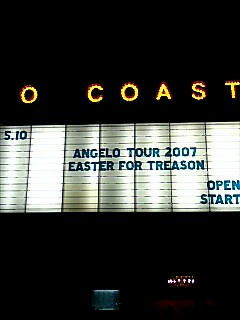 O COAST
5.10
ANGELO TOUR 2007
EASTER FOR TREASON
OPEN
START